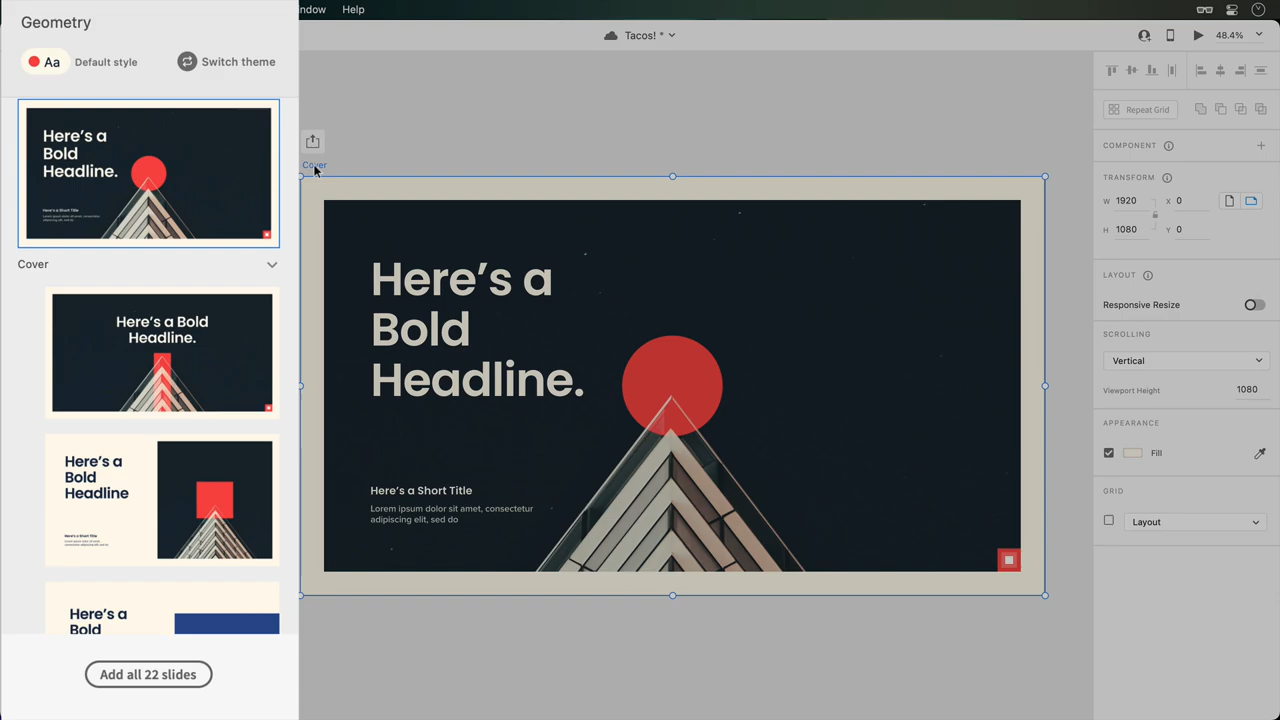 ndow Help
Geometry
Aa Default style
Switch theme
Tacos! *
48.4%
Here's a
Bold
Headline.
Here's a Short Title
Cover
Here's a Bold
Headline.
Here's a
Bold
Headline
Here's a Short Title
Here's a
Bold
Add all 22 slides
Cover
Here's a
Bold
Headline.
Here's a Short Title
Lorem ipsum dolor sit amet, consectetur
adipiscing elit, sed do
Repeat Grid
COMPONENT
TRANSFORM
W 1920 X 0
H 1080 Y 0
LAYOUT
Responsive Resize
SCROLLING
Vertical
Viewport Height 1080
APPEARANCE
Fill
GRID
Layout